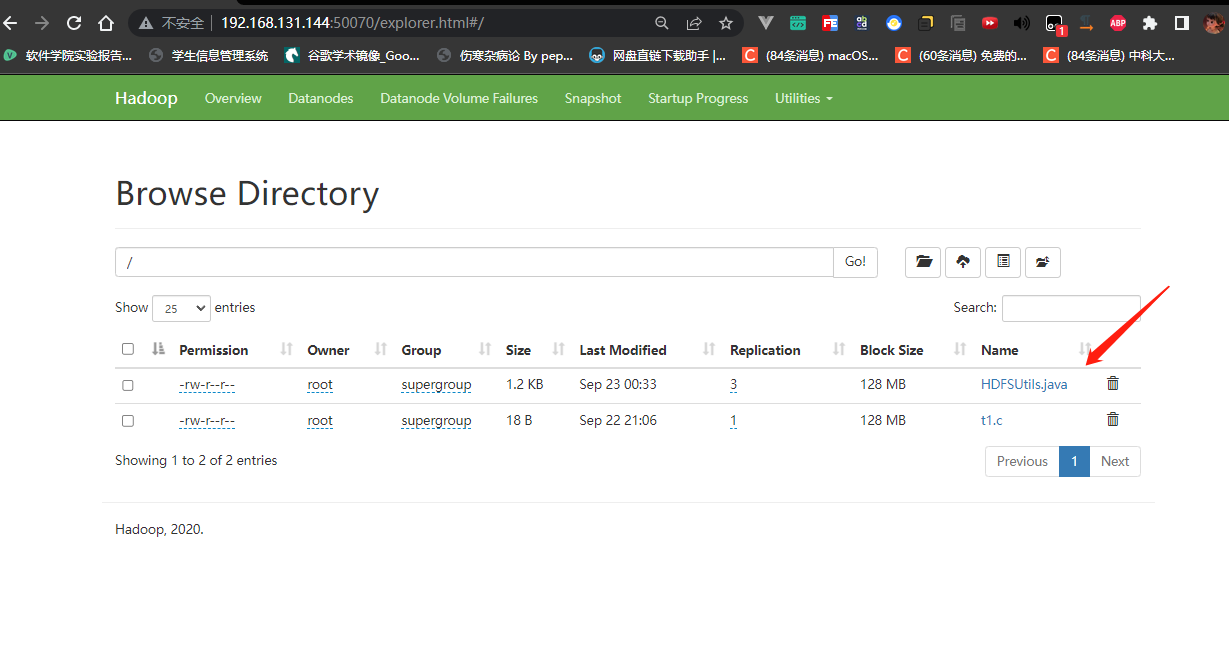 不安全 192.168.131.144:50070/explorer.html#/
FE
1
ABP
软件学院实验报告... 学生信息管理系统 谷歌学术镜像_Goo... 伤寒杂病论 By pep... 网盘直链下载助手 |... C (84条消息) macOS... C (60条消息) 免费的... C (84条消息) 中科大...
Hadoop Overview Datanodes Datanode Volume Failures Snapshot Startup Progress Utilities
Browse Directory
/ Go!
Show 25 entries Search:
Permission Owner Group Size Last Modified Replication Block Size Name
-rw-r--r-- root supergroup 1.2 KB Sep 23 00:33 3 128 MB HDFSUtils.java
-rw-r--r-- root supergroup 18 B Sep 22 21:06 1 128 MB t1.c
Showing 1 to 2 of 2 entries Previous 1 Next
Hadoop, 2020.